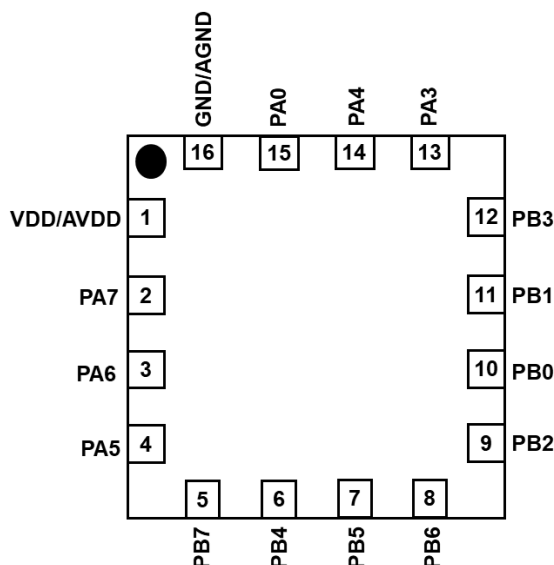 GND/AGND PA0 PA4 PA3
16 15 14 13
VDD/AVDD 1 12 PB3
PA7 2 11 PB1
PA6 3 10 PB0
PA5 4 9 PB2
5 6 7 8
PB7 PB4 PB5 PB6